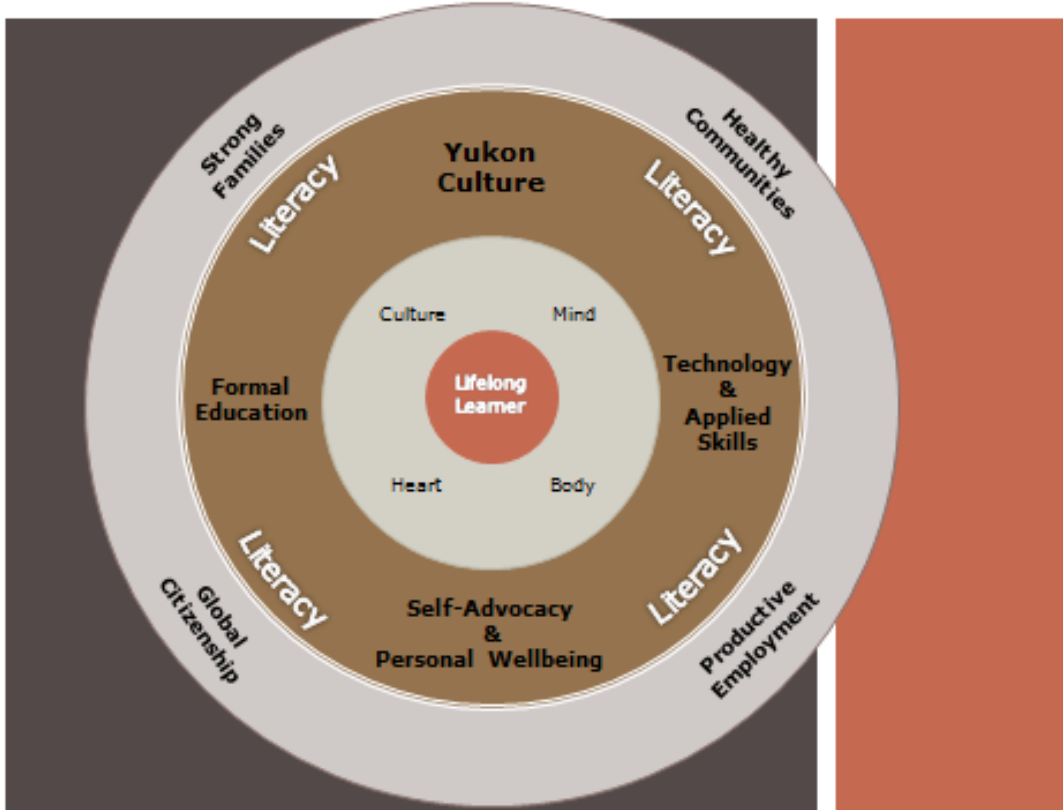 Strong
Families
Healthy
Communities
Literacy
Yukon
Culture
Literacy
Culture
Mind
Formal
Education
Lifelong
Learner
Technology
&
Applied
Skills
Heart
Body
Literacy
Literacy
Global
Citizenship
Self-Advocacy
&
Personal Wellbeing
Productive
Employment